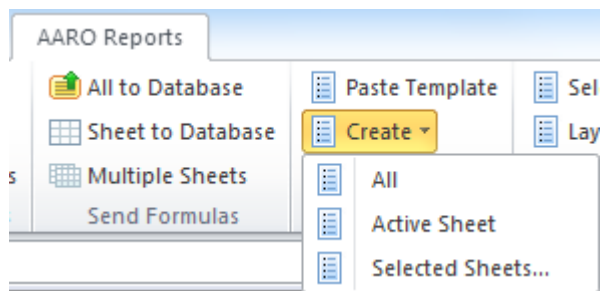 AARO Reports
All to Database
Paste Template
Sheet to Database
Create
Multiple Sheets
All
Send Formulas
Active Sheet
Selected Sheets...